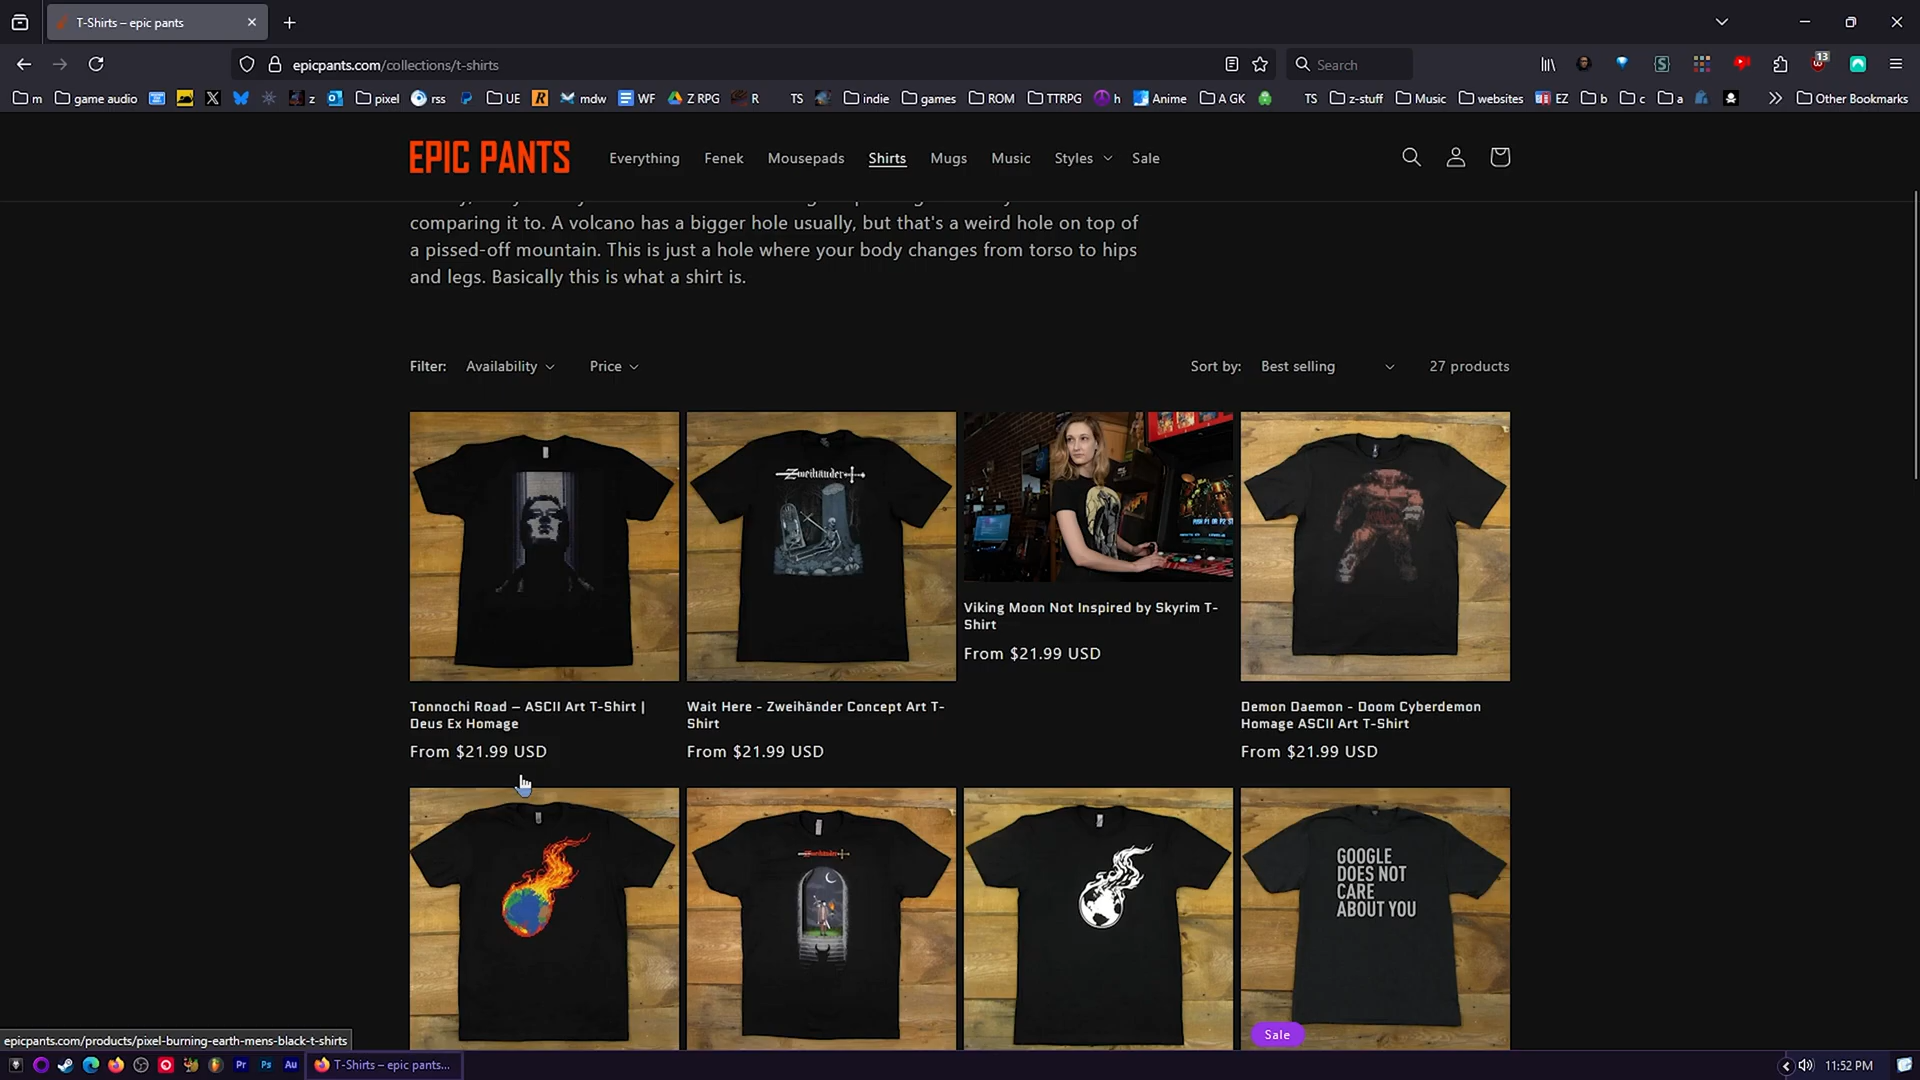 T-Shirts – epic pants
epicpants.com/collections/t-shirts
Search
13
m
game audio
z
pixel
rss
UE
R
mdw
WF
Z RPG
R
TS
indie
games
ROM
TTRPG
h
Anime
A GK
TS
z-stuff
Music
websites
EZ
b
c
a
Other Bookmarks
EPIC PANTS
Everything
Fenek
Mousepads
Shirts
Mugs
Music
Styles
Sale
comparing it to. A volcano has a bigger hole usually, but that's a weird hole on top of
a pissed-off mountain. This is just a hole where your body changes from torso to hips
and legs. Basically this is what a shirt is.
Filter:
Availability
Price
Sort by:
Best selling
27 products
Zweihänder
Tonnochi Road – ASCII Art T-Shirt |
Deus Ex Homage
From $21.99 USD
Wait Here - Zweihänder Concept Art T-
Shirt
From $21.99 USD
Viking Moon Not Inspired by Skyrim T-
Shirt
From $21.99 USD
Demon Daemon - Doom Cyberdemon
Homage ASCII Art T-Shirt
From $21.99 USD
Zweihänder
GOOGLE
DOES NOT
CARE
ABOUT YOU
Sale
epicpants.com/products/pixel-burning-earth-mens-black-t-shirts
Pr
Ps
Au
T-Shirts – epic pants...
11:52 PM